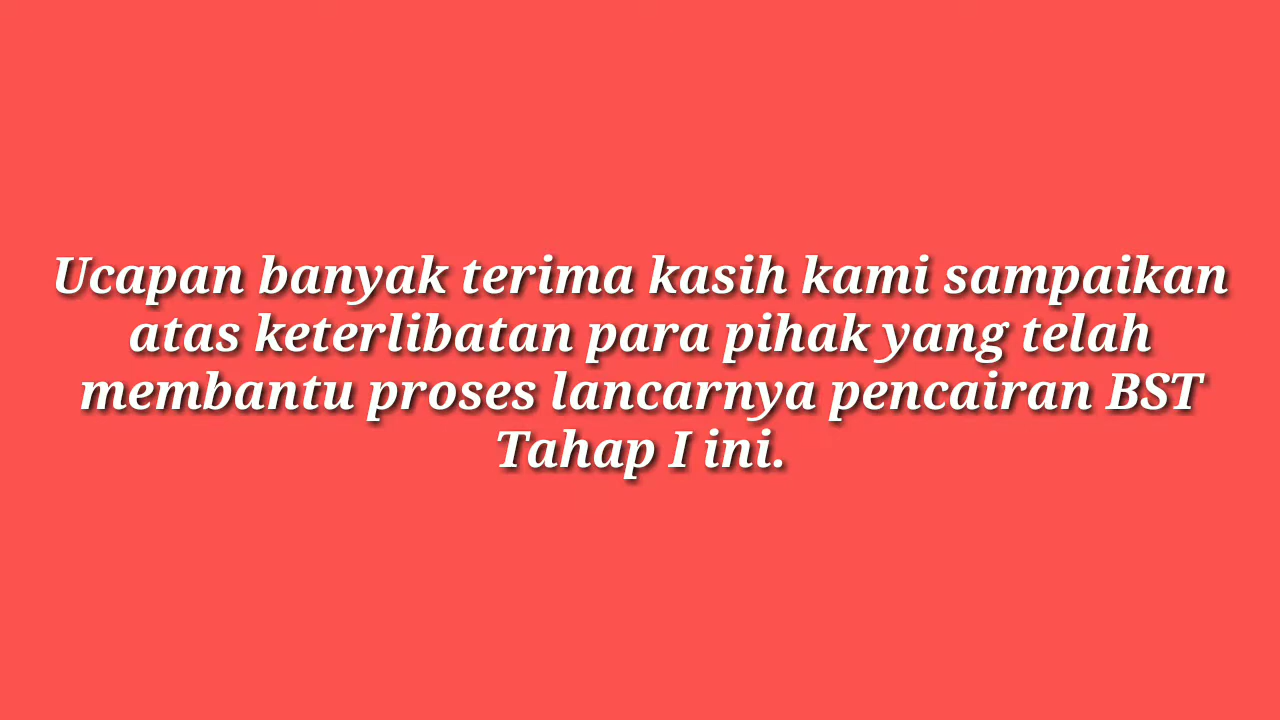 Ucapan banyak terima kasih kami sampaikan
atas keterlibatan para pihak yang telah
membantu proses lancarnya pencairan BST
Tahap I ini.